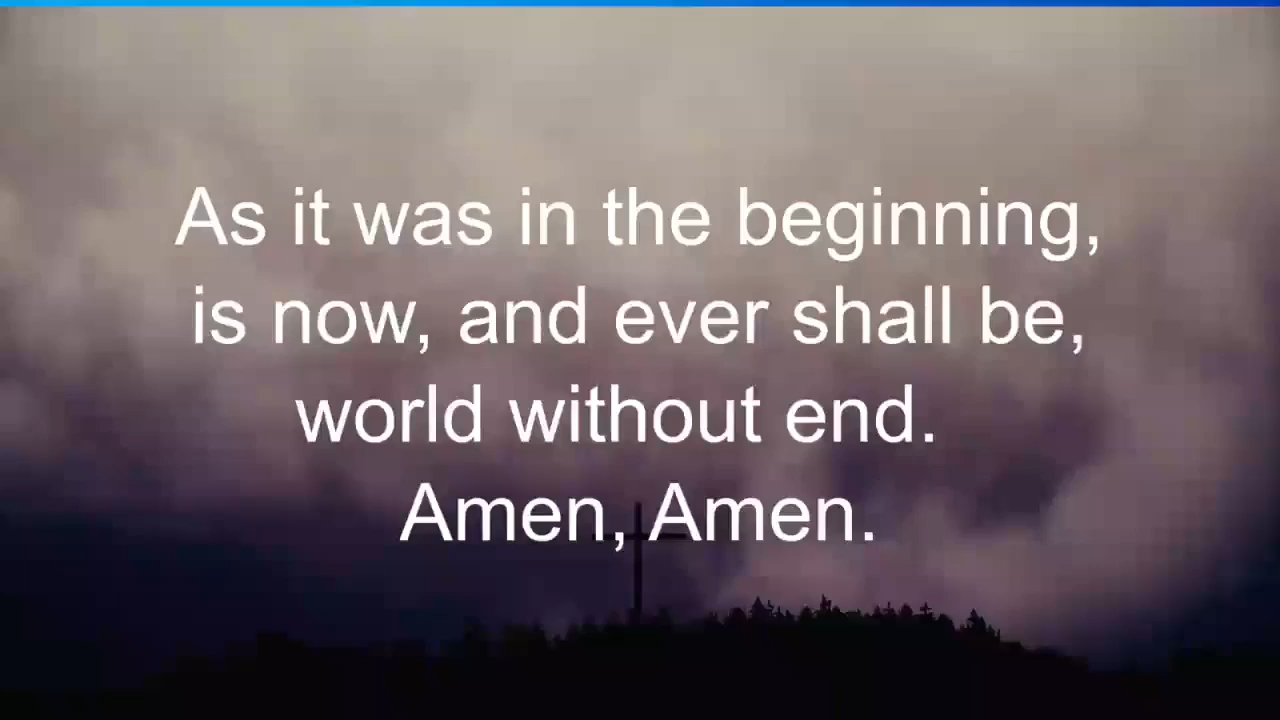 As it was in the beginning,
is now, and ever shall be,
world without end.
Amen, Amen.